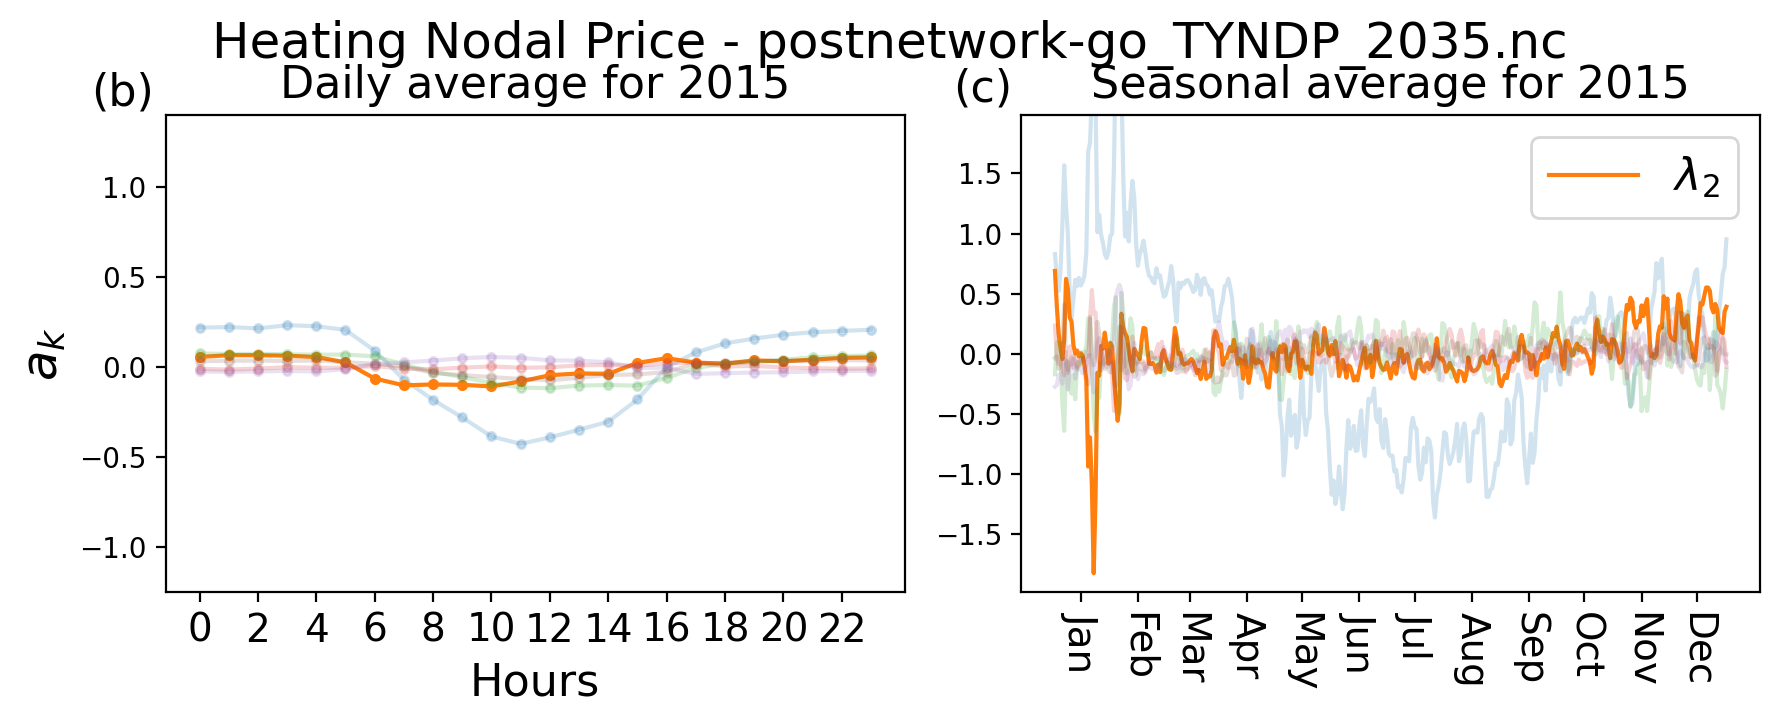 Heating Nodal Price - postnetwork-go_TYNDP_2035.nc
(b) Daily average for 2015
1.0
0.5
0.0
−0.5
−1.0
a_k
0 2 4 6 8 10 12 14 16 18 20 22
Hours
(c) Seasonal average for 2015
λ_2
1.5
1.0
0.5
0.0
−0.5
−1.0
−1.5
Jan Feb Mar Apr May Jun Jul Aug Sep Oct Nov Dec